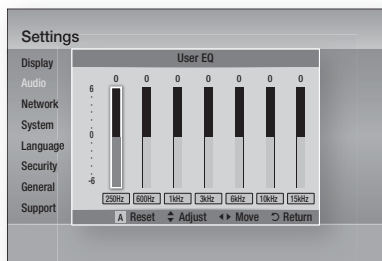 Settings
Display
Audio
Network
System
Language
Security
General
Support
User EQ
0 0 0 0 0 0 0
6
0
-6
250Hz 600Hz 1kHz 3kHz 6kHz 10kHz 15kHz
A Reset Adjust Move Return